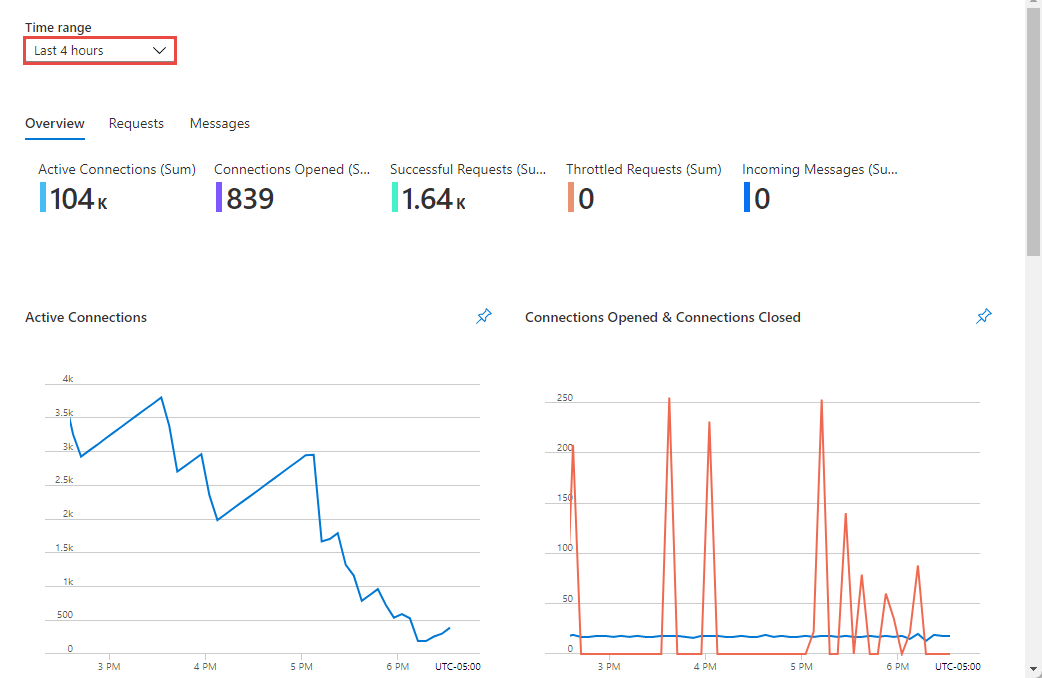 Time range
Last 4 hours
Overview Requests Messages
Active Connections (Sum) Connections Opened (S... Successful Requests (Su... Throttled Requests (Sum) Incoming Messages (Su...
104 K 839 1.64 K 0 0
Active Connections
4k
3.5k
3k
2.5k
2k
1.5k
1k
500
0
3 PM 4 PM 5 PM 6 PM UTC-05:00
Connections Opened & Connections Closed
250
200
150
100
50
0
3 PM 4 PM 5 PM 6 PM UTC-05:00